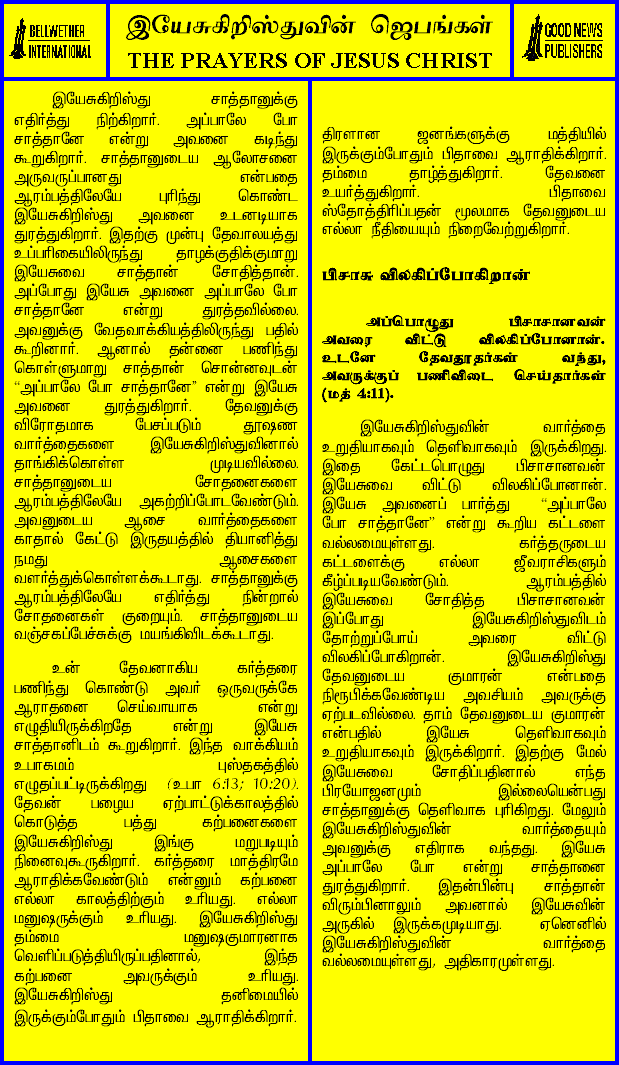 BELLWETHER
INTERNATIONAL
இயேசுகிறிஸ்துவின் ஜெபங்கள்
THE PRAYERS OF JESUS CHRIST
GOOD NEWS
PUBLISHERS
இயேசுகிறிஸ்து சாத்தானுக்கு
எதிர்த்து நிற்கிறார். அப்பாலே போ
சாத்தானே என்று அவனை கடிந்து
கூறுகிறார். சாத்தானுடைய ஆலோசனை
அருவருப்பானது என்பதை
ஆரம்பத்திலேயே புரிந்து கொண்ட
இயேசுகிறிஸ்து அவனை உடனடியாக
துரத்துகிறார். இதற்கு முன்பு தேவாலயத்து
உப்பரிகையிலிருந்து தாழக்குதிக்குமாறு
இயேசுவை சாத்தான் சோதித்தான்.
அப்போது இயேசு அவனை அப்பாலே போ
சாத்தானே என்று துரத்தவில்லை.
அவனுக்கு வேதவாக்கியத்திலிருந்து பதில்
கூறினார். ஆனால் தன்னை பணிந்து
கொள்ளுமாறு சாத்தான் சொன்னவுடன்
“அப்பாலே போ சாத்தானே” என்று இயேசு
அவனை துரத்துகிறார். தேவனுக்கு
விரோதமாக பேசப்படும் தூஷண
வார்த்தைகளை இயேசுகிறிஸ்துவினால்
தாங்கிக்கொள்ள முடியவில்லை.
சாத்தானுடைய சோதனைகளை
ஆரம்பத்திலேயே அகற்றிப்போடவேண்டும்.
அவனுடைய ஆசை வார்த்தைகளை
காதால் கேட்டு இருதயத்தில் தியானித்து
நமது ஆசைகளை
வளர்த்துக்கொள்ளக்கூடாது. சாத்தானுக்கு
ஆரம்பத்திலேயே எதிர்த்து நின்றால்
சோதனைகள் குறையும். சாத்தானுடைய
வஞ்சகப்பேச்சுக்கு மயங்கிவிடக்கூடாது.
உன் தேவனாகிய கர்த்தரை
பணிந்து கொண்டு அவர் ஒருவருக்கே
ஆராதனை செய்வாயாக என்று
எழுதியிருக்கிறதே என்று இயேசு
சாத்தானிடம் கூறுகிறார். இந்த வாக்கியம்
உபாகமம் புஸ்தகத்தில்
எழுதப்பட்டிருக்கிறது (உபா 6:13; 10:20).
தேவன் பழைய ஏற்பாட்டுக்காலத்தில்
கொடுத்த பத்து கற்பனைகளை
இயேசுகிறிஸ்து இங்கு மறுபடியும்
நினைவுகூருகிறார். கர்த்தரை மாத்திரமே
ஆராதிக்கவேண்டும் என்னும் கற்பனை
எல்லா காலத்திற்கும் உரியது. எல்லா
மனுஷருக்கும் உரியது. இயேசுகிறிஸ்து
தம்மை மனுஷகுமாரனாக
வெளிப்படுத்தியிருப்பதினால், இந்த
கற்பனை அவருக்கும் உரியது.
இயேசுகிறிஸ்து தனிமையில்
இருக்கும்போதும் பிதாவை ஆராதிக்கிறார்.
திரளான ஜனங்களுக்கு மத்தியில்
இருக்கும்போதும் பிதாவை ஆராதிக்கிறார்.
தம்மை தாழ்த்துகிறார். தேவனை
உயர்த்துகிறார். பிதாவை
ஸ்தோத்திரிப்பதன் மூலமாக தேவனுடைய
எல்லா நீதியையும் நிறைவேற்றுகிறார்.
பிசாசு விலகிப்போகிறான்
அப்பொழுது பிசாசானவன்
அவரை விட்டு விலகிப்போனான்.
உடனே தேவதூதர்கள் வந்து,
அவருக்குப் பணிவிடை செய்தார்கள்
(மத் 4:11).
இயேசுகிறிஸ்துவின் வார்த்தை
உறுதியாகவும் தெளிவாகவும் இருக்கிறது.
இதை கேட்டபொழுது பிசாசானவன்
இயேசுவை விட்டு விலகிப்போனான்.
இயேசு அவனைப் பார்த்து “அப்பாலே
போ சாத்தானே” என்று கூறிய கட்டளை
வல்லமையுள்ளது. கர்த்தருடைய
கட்டளைக்கு எல்லா ஜீவராசிகளும்
கீழ்ப்படியவேண்டும். ஆரம்பத்தில்
இயேசுவை சோதித்த பிசாசானவன்
இப்போது இயேசுகிறிஸ்துவிடம்
தோற்றுப்போய் அவரை விட்டு
விலகிப்போகிறான். இயேசுகிறிஸ்து
தேவனுடைய குமாரன் என்பதை
நிரூபிக்கவேண்டிய அவசியம் அவருக்கு
ஏற்படவில்லை. தாம் தேவனுடைய குமாரன்
என்பதில் இயேசு தெளிவாகவும்
உறுதியாகவும் இருக்கிறார். இதற்கு மேல்
இயேசுவை சோதிப்பதினால் எந்த
பிரயோஜனமும் இல்லையென்பது
சாத்தானுக்கு தெளிவாக புரிகிறது. மேலும்
இயேசுகிறிஸ்துவின் வார்த்தையும்
அவனுக்கு எதிராக வந்தது. இயேசு
அப்பாலே போ என்று சாத்தானை
துரத்துகிறார். இதன்பின்பு சாத்தான்
விரும்பினாலும் அவனால் இயேசுவின்
அருகில் இருக்கமுடியாது. ஏனெனில்
இயேசுகிறிஸ்துவின் வார்த்தை
வல்லமையுள்ளது, அதிகாரமுள்ளது.